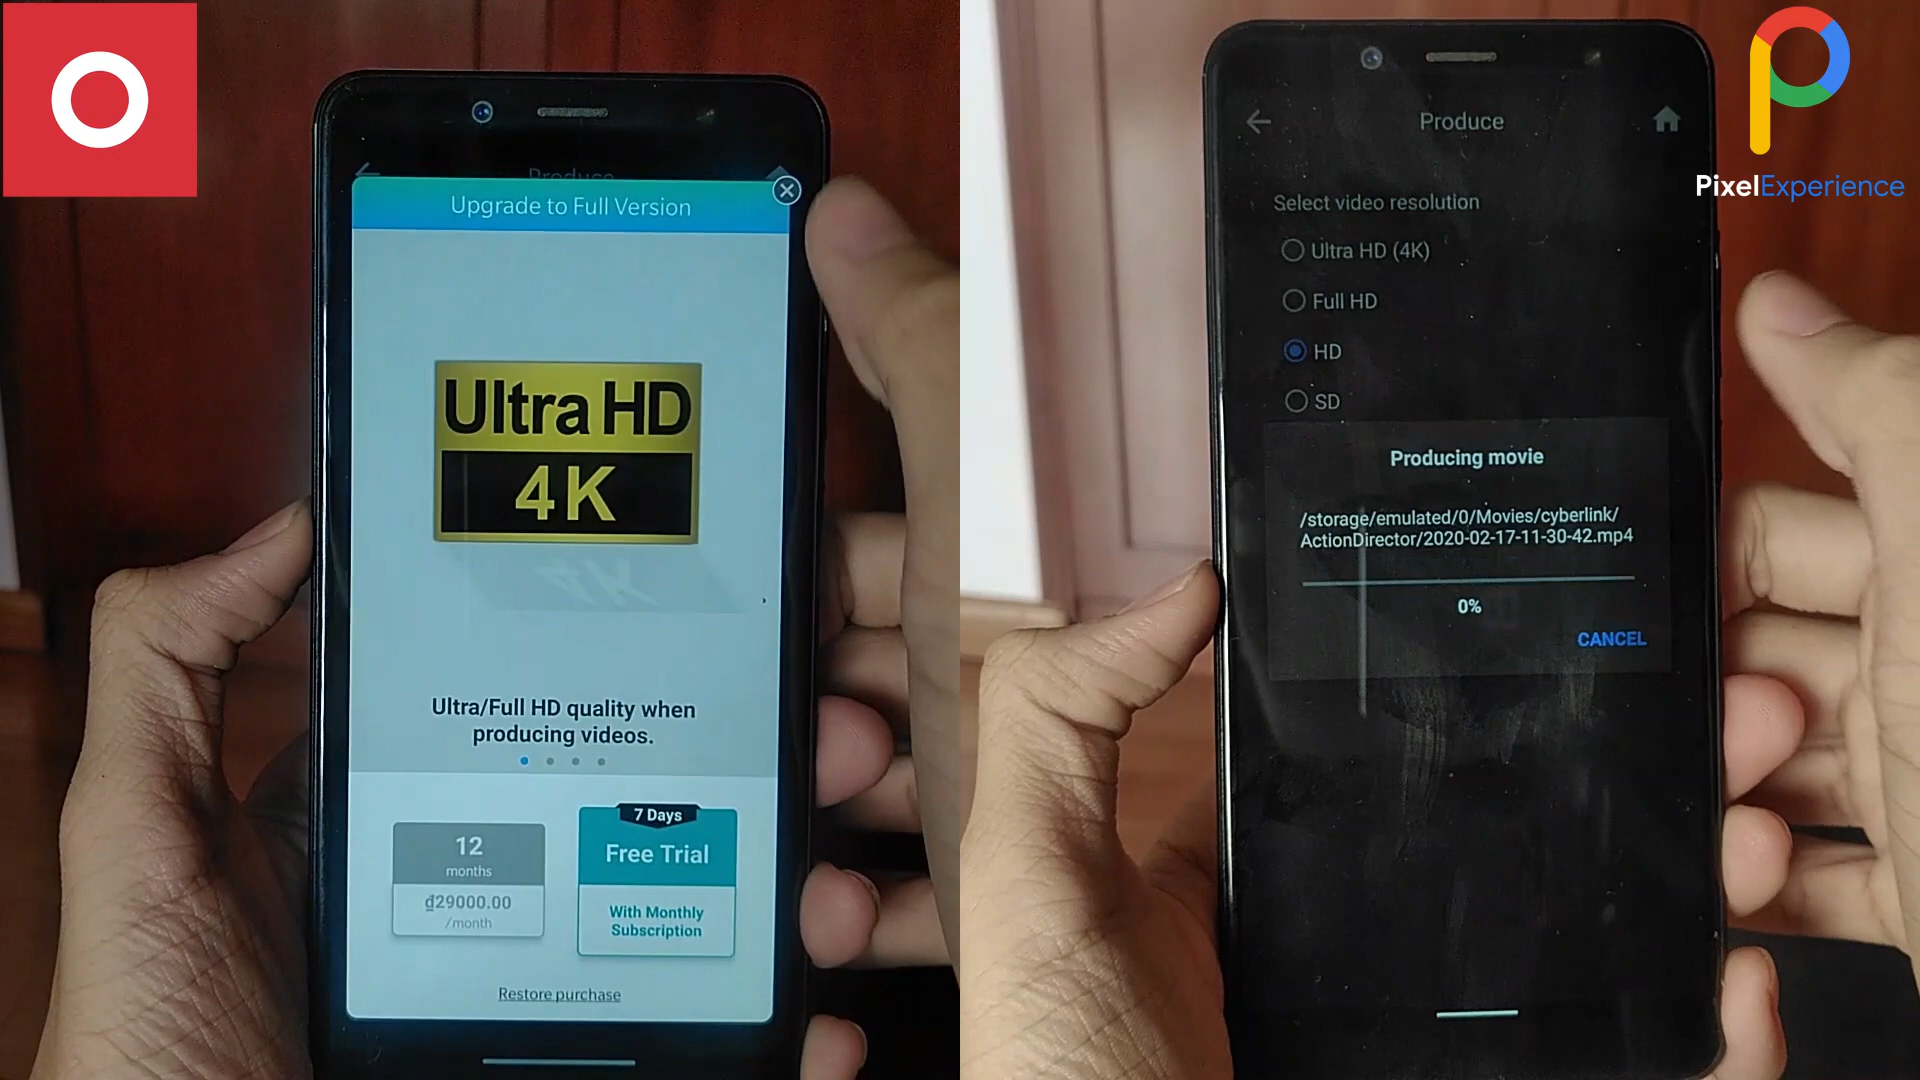 Produce
Upgrade to Full Version
Ultra HD
4K
Ultra/Full HD quality when
producing videos.
12
months
₫29000.00
/month
7 Days
Free Trial
With Monthly
Subscription
Restore purchase
PixelExperience
Produce
Select video resolution
Ultra HD (4K)
Full HD
HD
SD
Producing movie
/storage/emulated/0/Movies/cyberlink/
ActionDirector/2020-02-17-11-30-42.mp4
0%
CANCEL